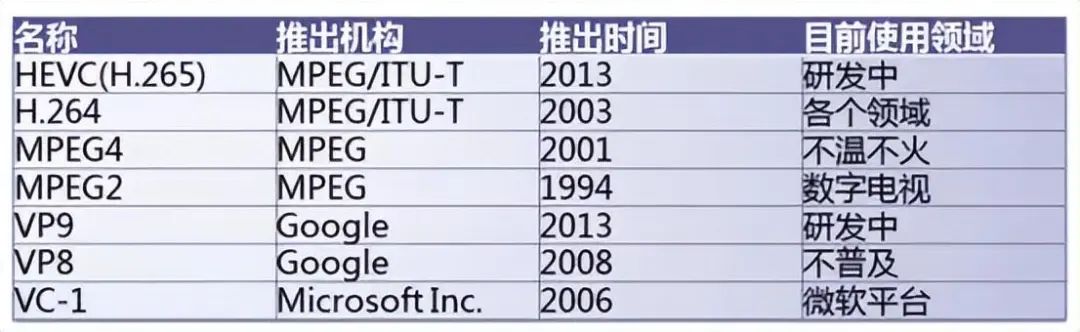 名称 推出机构 推出时间 目前使用领域
HEVC(H.265) MPEG/ITU-T 2013 研发中
H.264 MPEG/ITU-T 2003 各个领域
MPEG4 MPEG 2001 不温不火
MPEG2 MPEG 1994 数字电视
VP9 Google 2013 研发中
VP8 Google 2008 不普及
VC-1 Microsoft Inc. 2006 微软平台